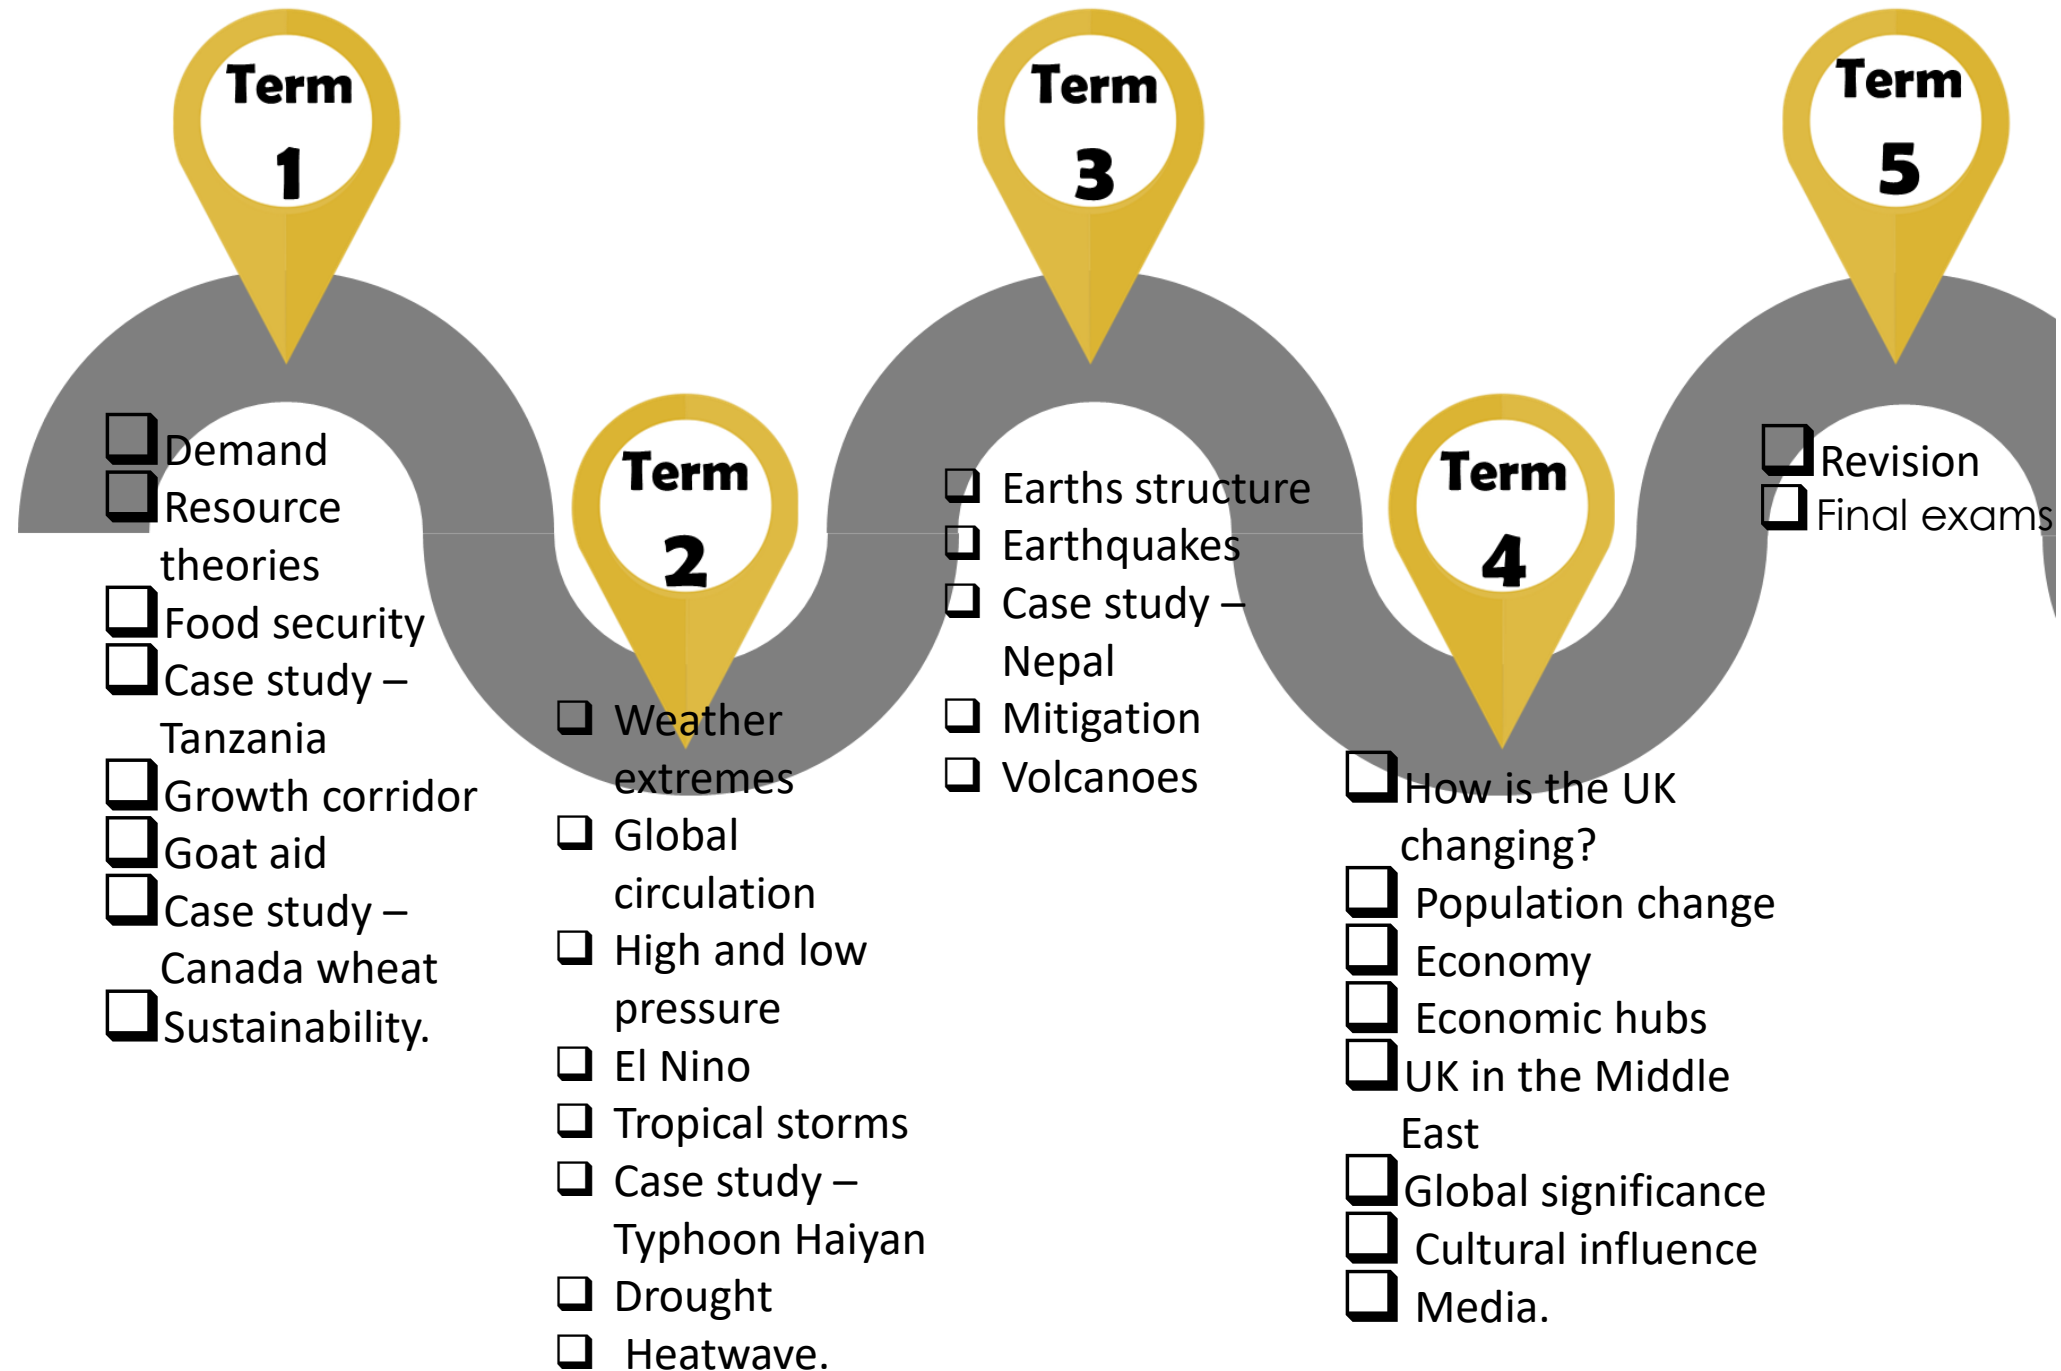 Term
1
Demand
Resource
theories
Food security
Case study –
Tanzania
Growth corridor
Goat aid
Case study –
Canada wheat
Sustainability.
Term
2
Weather
extremes
Global
circulation
High and low
pressure
El Nino
Tropical storms
Case study –
Typhoon Haiyan
Drought
Heatwave.
Term
3
Earths structure
Earthquakes
Case study –
Nepal
Mitigation
Volcanoes
Term
4
How is the UK
changing?
Population change
Economy
Economic hubs
UK in the Middle
East
Global significance
Cultural influence
Media.
Term
5
Revision
Final exams